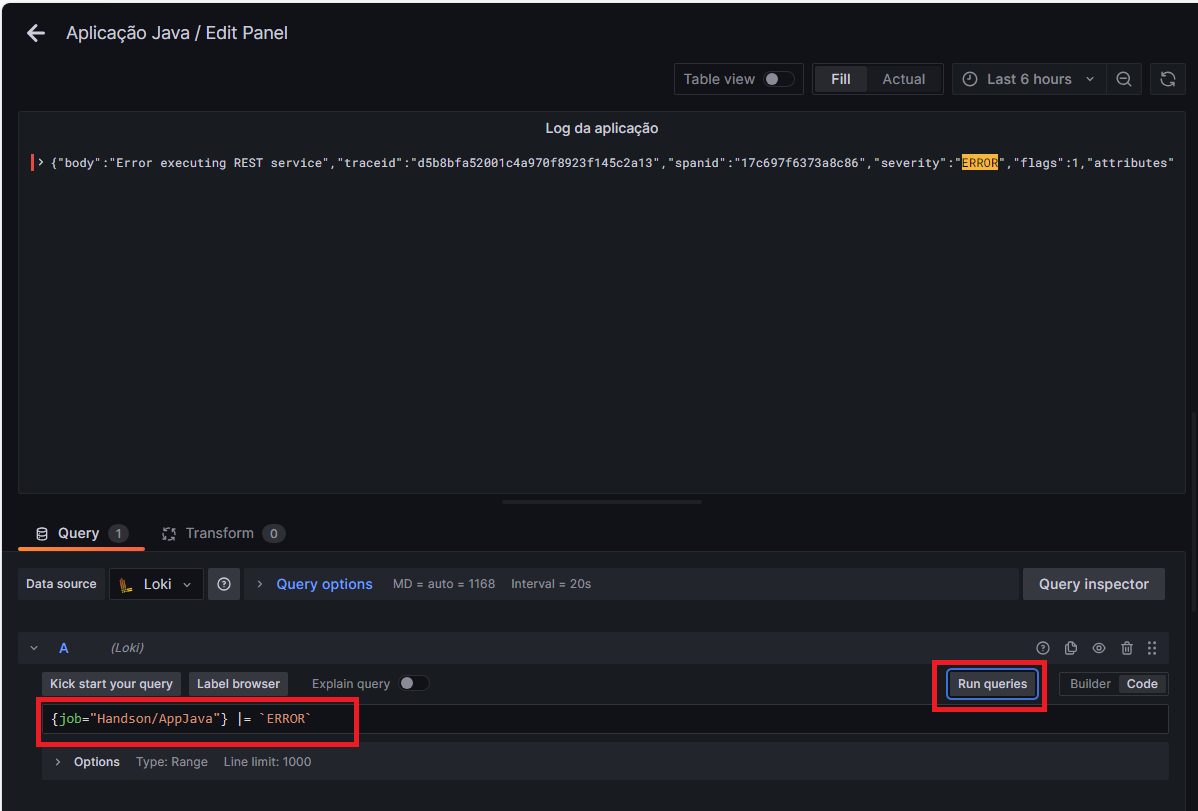 Aplicação Java / Edit Panel
Table view Fill Actual Last 6 hours
Log da aplicação
{"body":"Error executing REST service","traceid":"d5b8bfa52001c4a970f8923f145c2a13","spanid":"17c697f6373a8c86","severity":"ERROR","flags":1,"attributes"
Query 1 Transform 0
Data source Loki Query options MD = auto = 1168 Interval = 20s Query inspector
A (Loki)
Kick start your query Label browser Explain query Run queries Builder Code
{job="Handson/AppJava"} |= `ERROR`
Options Type: Range Line limit: 1000